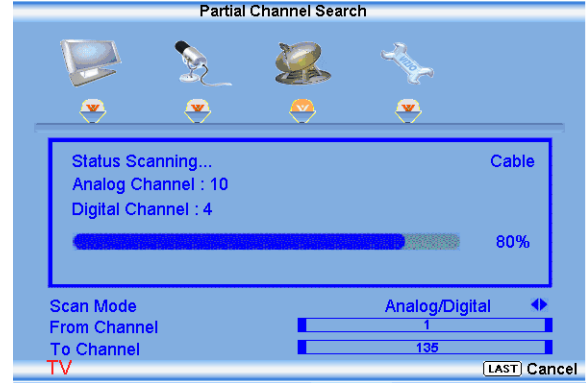 Partial Channel Search
Status Scanning... Cable
Analog Channel : 10
Digital Channel : 4
80%
Scan Mode Analog/Digital
From Channel 1
To Channel 135
TV LAST Cancel